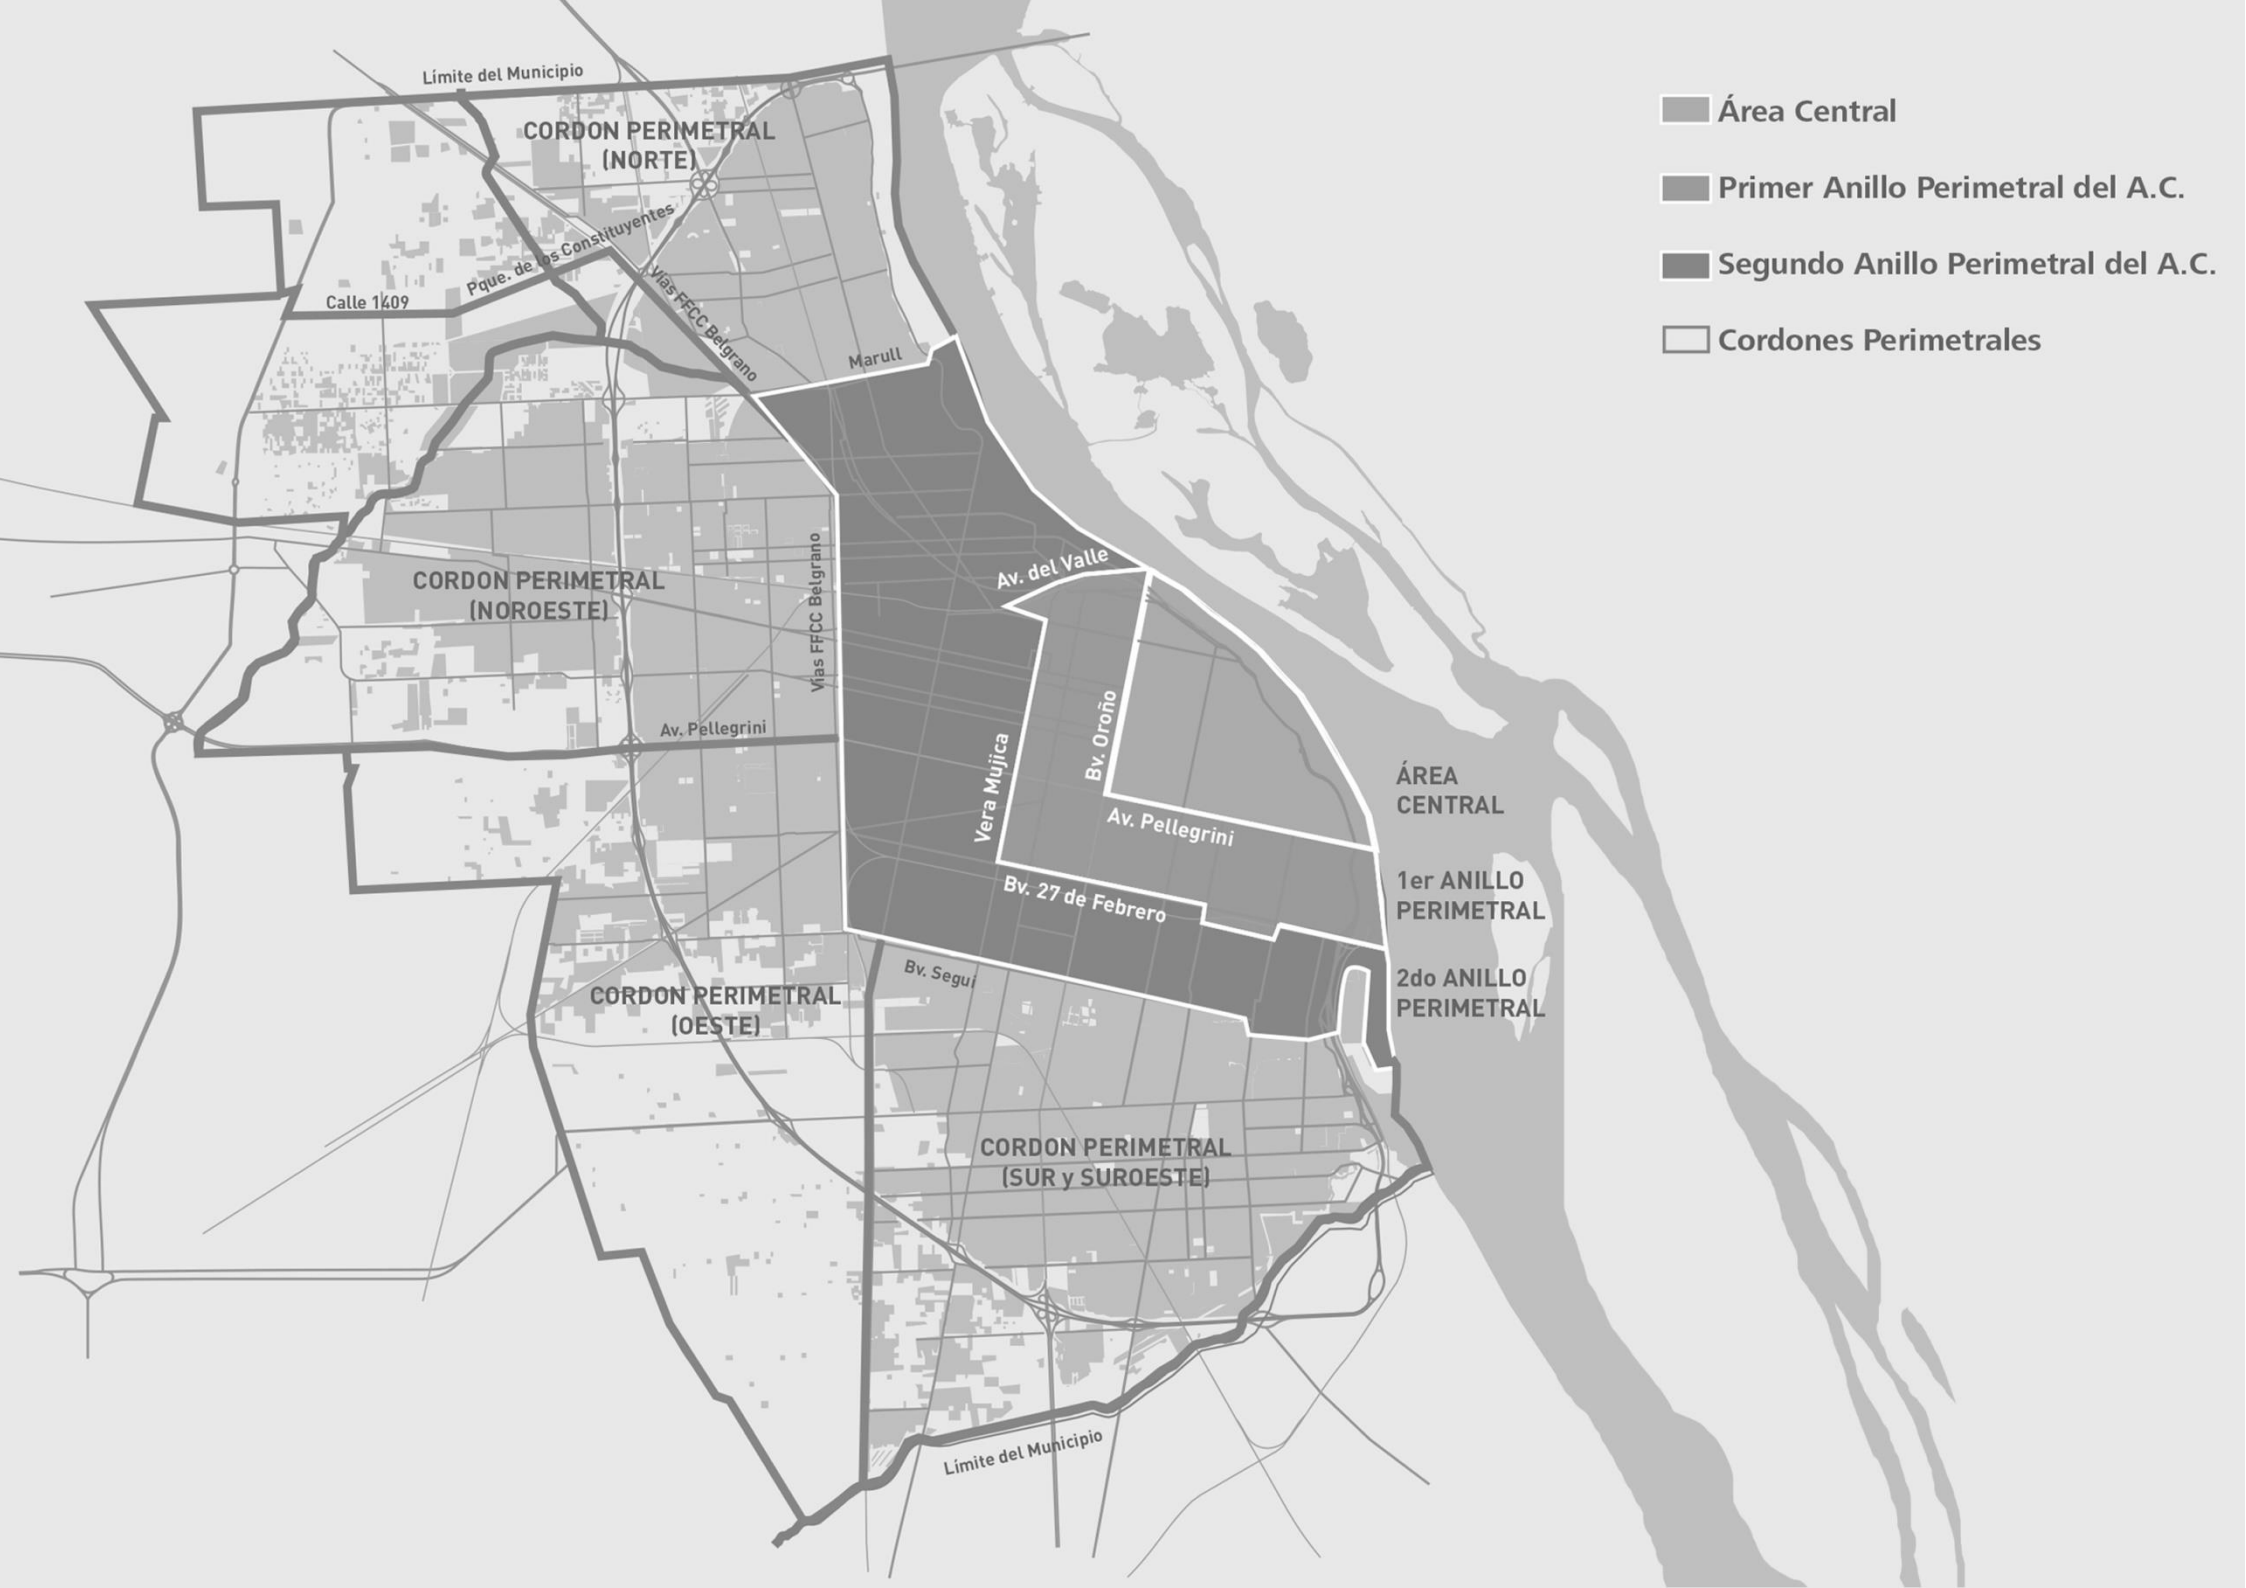 Límite del Municipio
CORDON PERIMETRAL
(NORTE)
Pque. de los Constituyentes
Calle 1409
Vías FFCC Belgrano
Marull
CORDON PERIMETRAL
(NOROESTE)
Vías FFCC Belgrano
Av. Pellegrini
Av. del Valle
Bv. Oroño
Vera Mujica
Av. Pellegrini
Bv. 27 de Febrero
Bv. Segui
CORDON PERIMETRAL
(OESTE)
CORDON PERIMETRAL
(SUR y SUROESTE)
Límite del Municipio
ÁREA
CENTRAL
1er ANILLO
PERIMETRAL
2do ANILLO
PERIMETRAL
Área Central
Primer Anillo Perimetral del A.C.
Segundo Anillo Perimetral del A.C.
Cordones Perimetrales